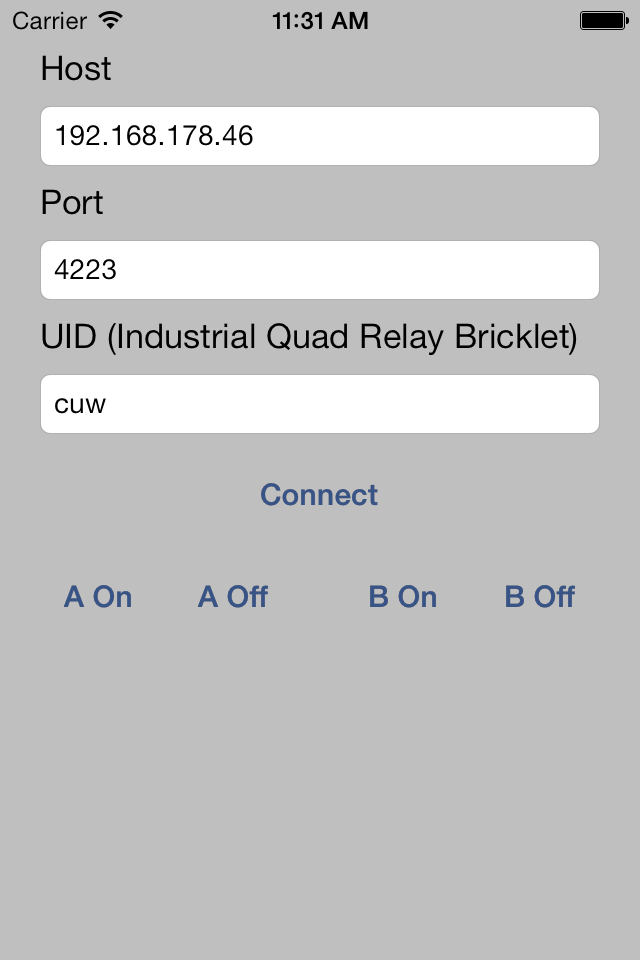 Carrier 11:31 AM
Host
192.168.178.46
Port
4223
UID (Industrial Quad Relay Bricklet)
cuw
Connect
A On A Off B On B Off